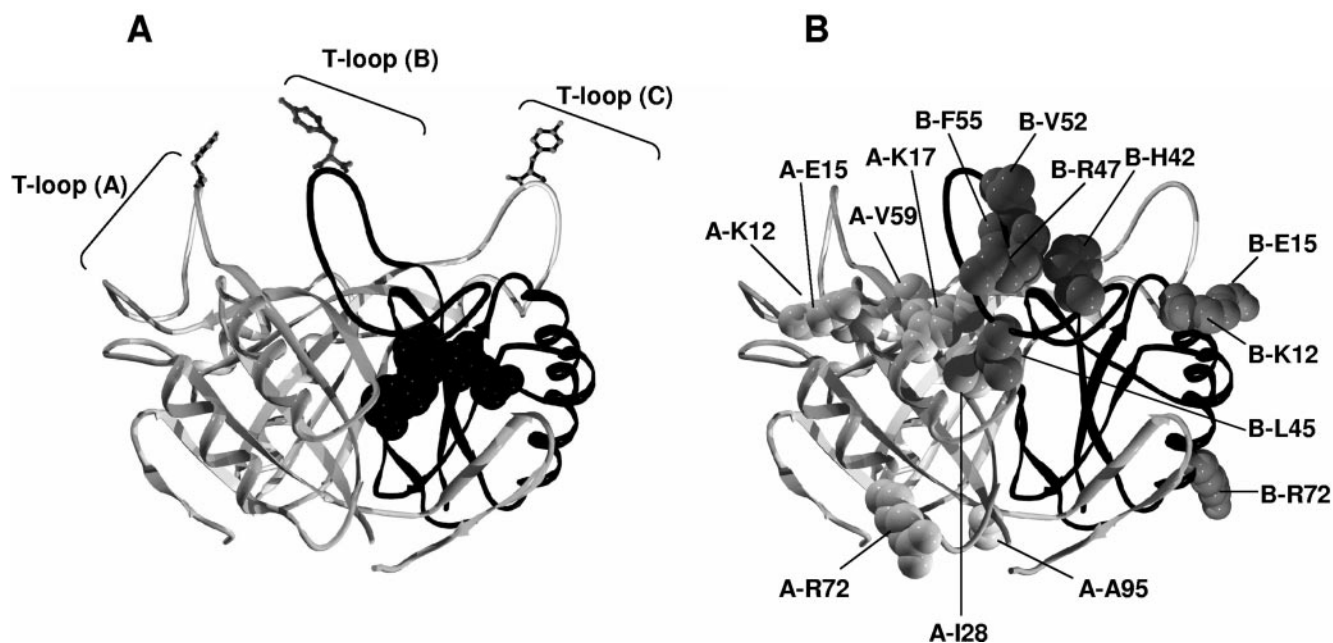 A
T-loop (B)
T-loop (C)
T-loop (A)
B
B-F55
B-V52
A-K17
B-R47
B-H42
A-E15
A-V59
B-E15
A-K12
B-K12
B-L45
B-R72
A-R72
A-A95
A-I28